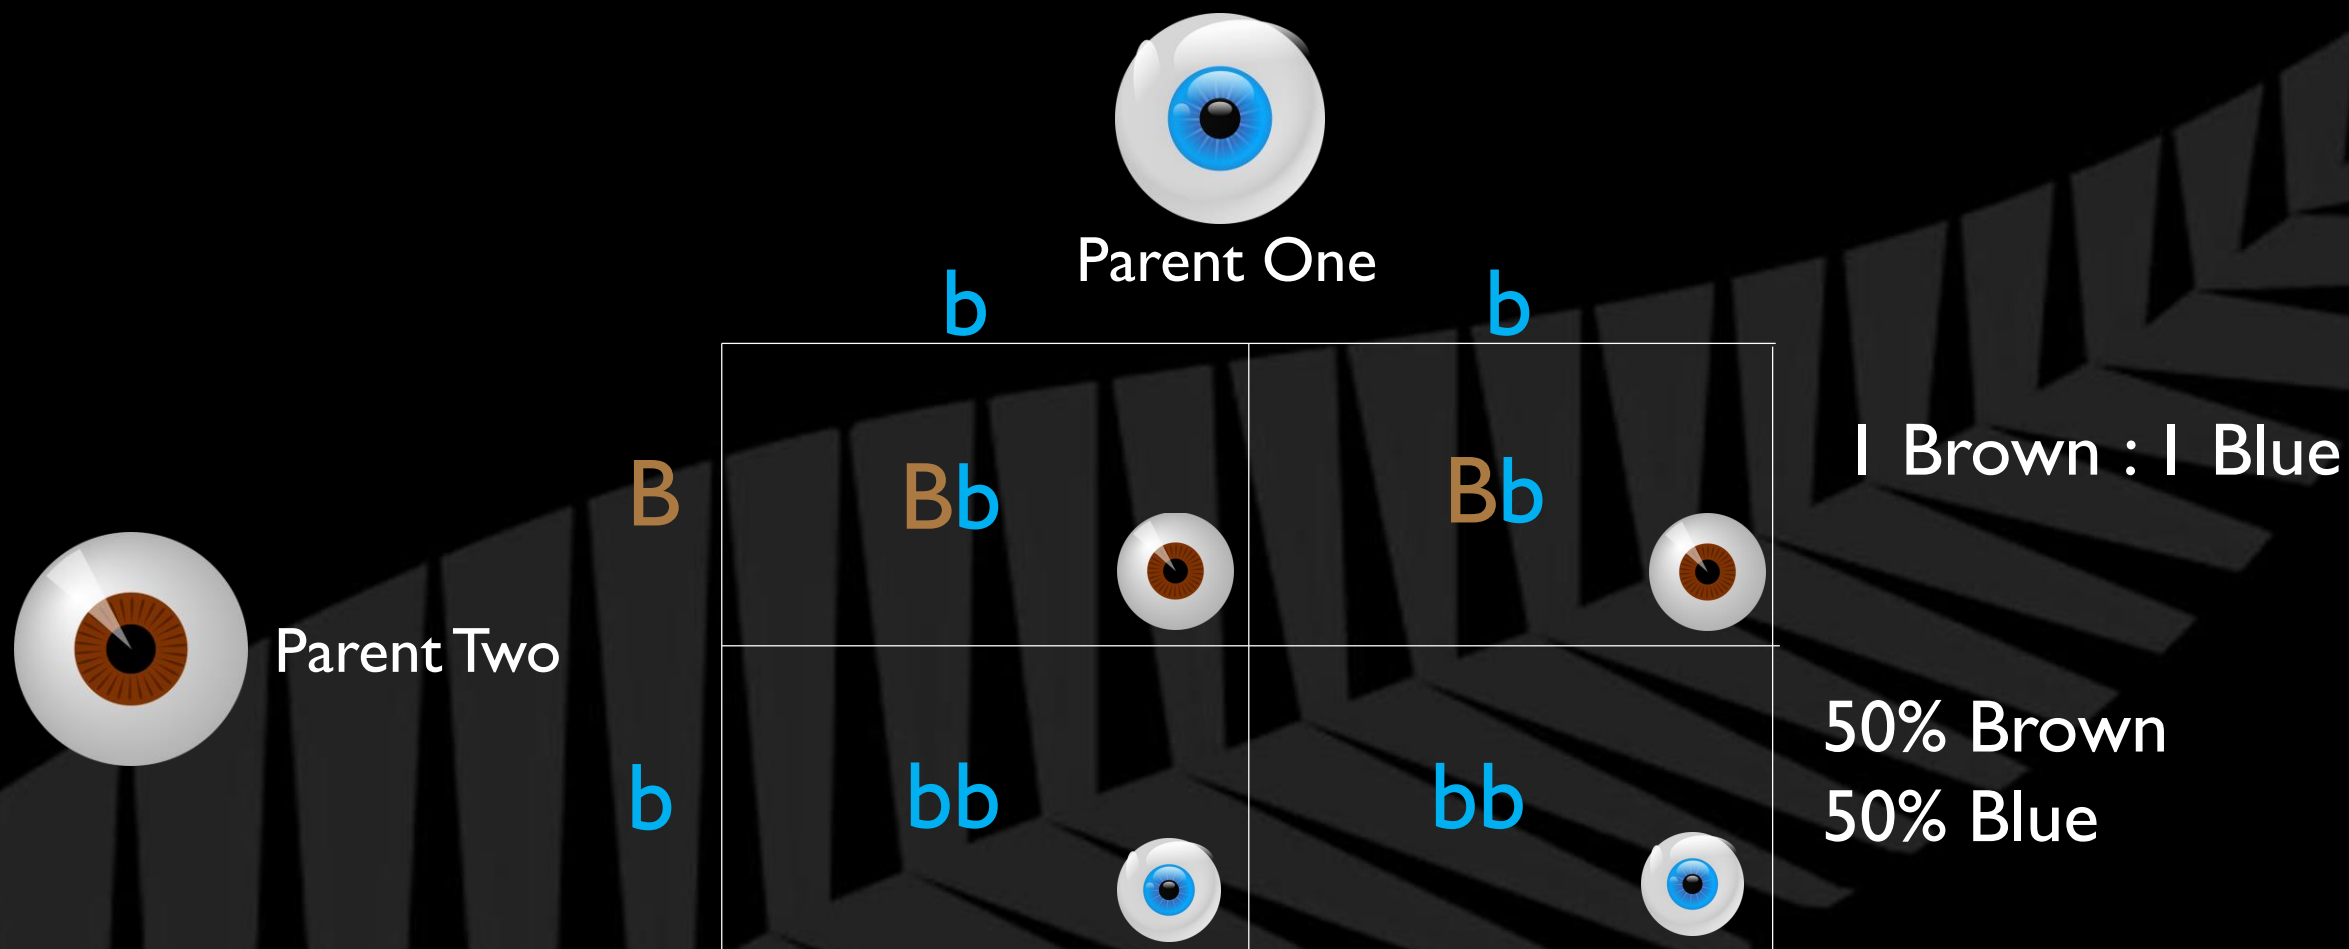 Parent One
b b
B Bb Bb
1 Brown : 1 Blue
Parent Two
50% Brown
b bb bb
50% Blue